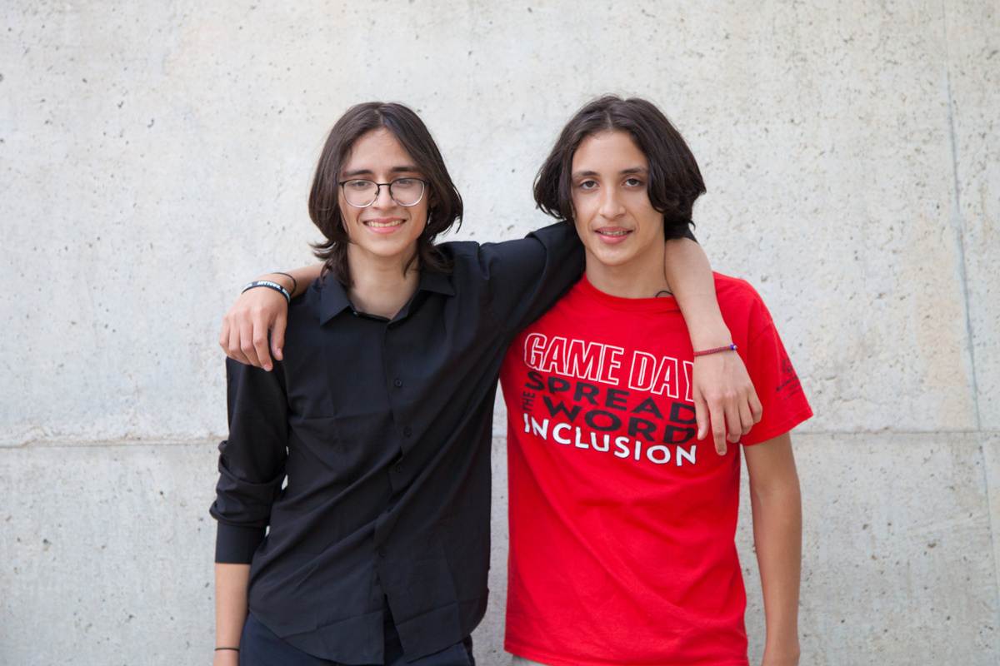 GAME DAY
SPREAD
THE WORD
INCLUSION